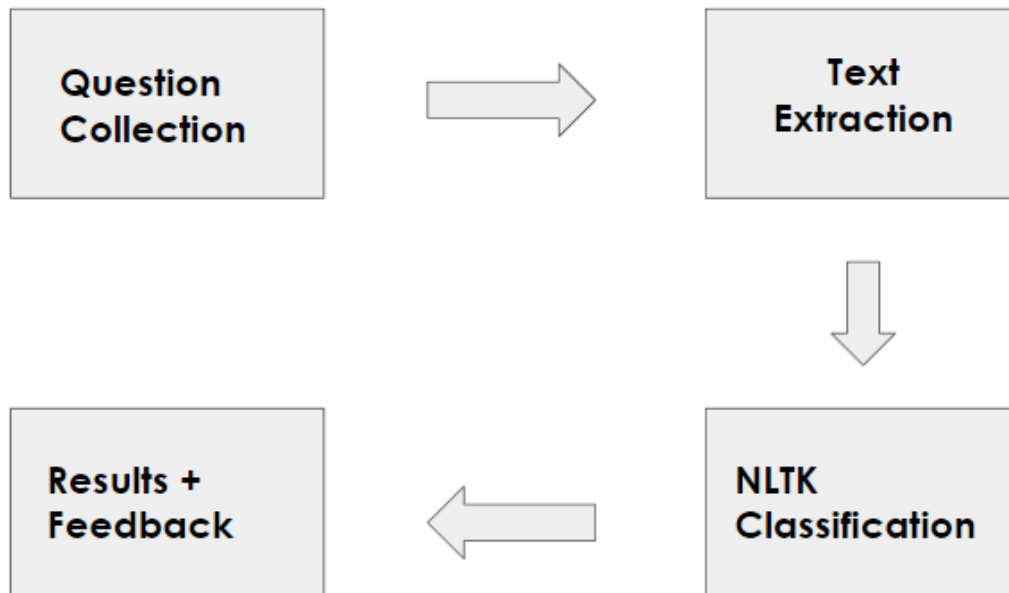 Question
Collection
Text
Extraction
NLTK
Classification
Results +
Feedback